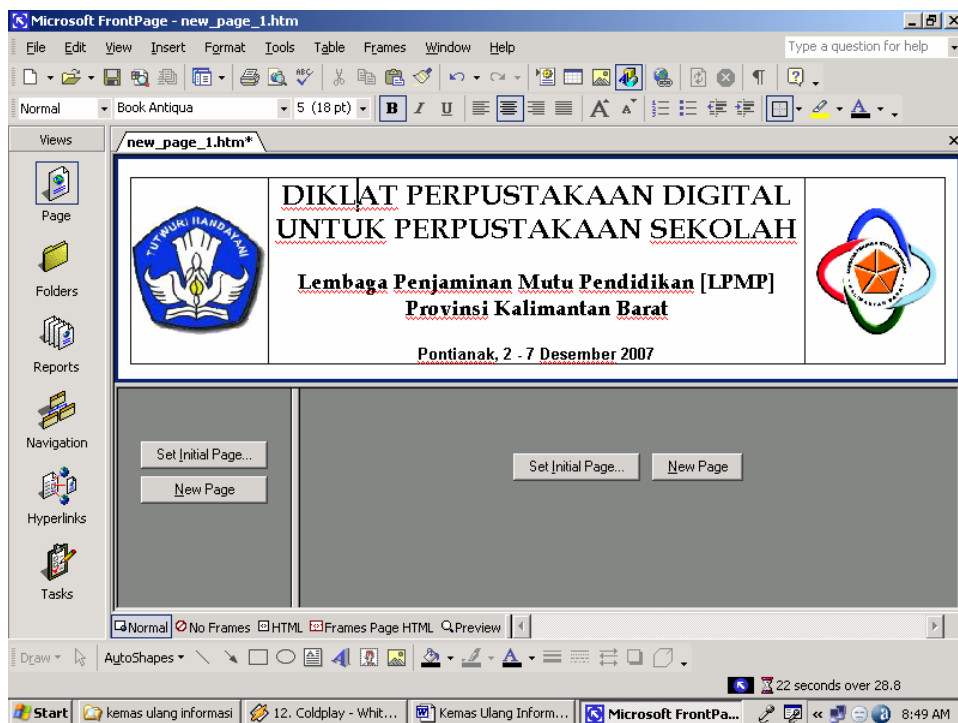 Microsoft FrontPage - new_page_1.htm
File Edit View Insert Format Tools Table Frames Window Help Type a question for help
Normal Book Antiqua 5 (18 pt) B I U A A A
Views
new_page_1.htm*
Page
Folders
Reports
Navigation
Hyperlinks
Tasks
TUTWURI HANDAYANI
DIKLAT PERPUSTAKAAN DIGITAL
UNTUK PERPUSTAKAAN SEKOLAH
Lembaga Penjaminan Mutu Pendidikan [LPMP]
Provinsi Kalimantan Barat
Pontianak, 2 - 7 Desember 2007
KALIMANTAN BARAT
Set Initial Page...
New Page
Set Initial Page... New Page
Normal No Frames HTML Frames Page HTML Preview
Draw AutoShapes A
22 seconds over 28.8
Start kemas ulang informasi 12. Coldplay - Whit... Kemas Ulang Inform... Microsoft FrontPa... « 8:49 AM